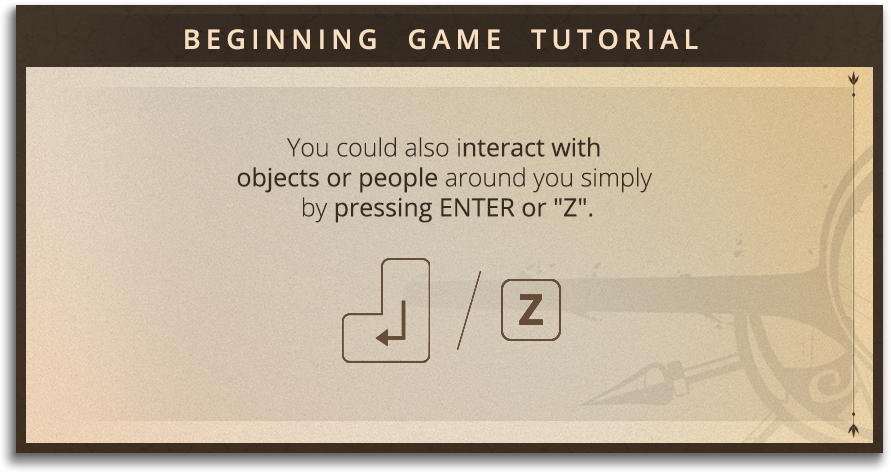 BEGINNING GAME TUTORIAL
You could also interact with
objects or people around you simply
by pressing ENTER or "Z".
Z